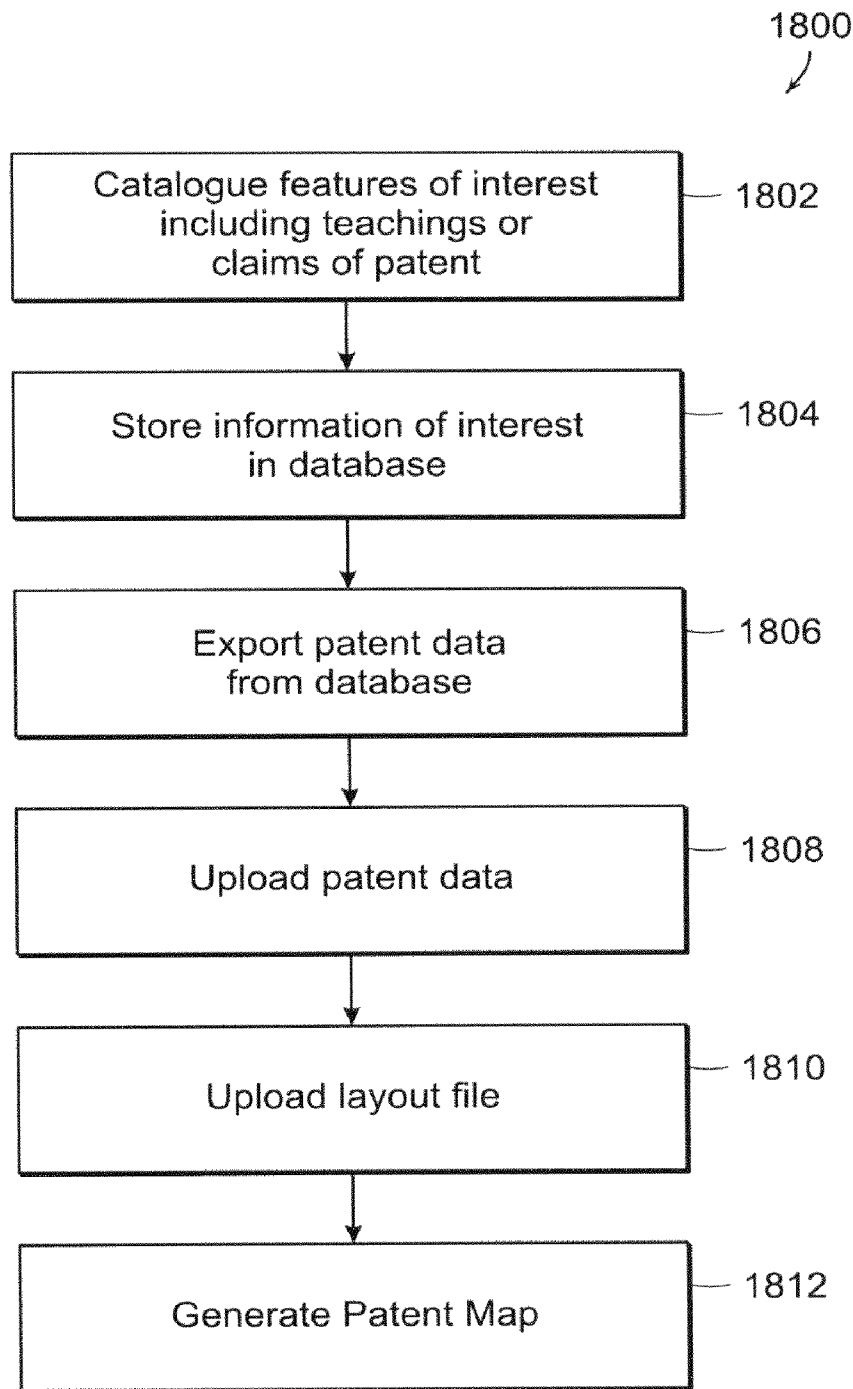 1800
Catalogue features of interest
including teachings or
claims of patent
1802
Store information of interest
in database
1804
Export patent data
from database
1806
Upload patent data
1808
Upload layout file
1810
Generate Patent Map
1812